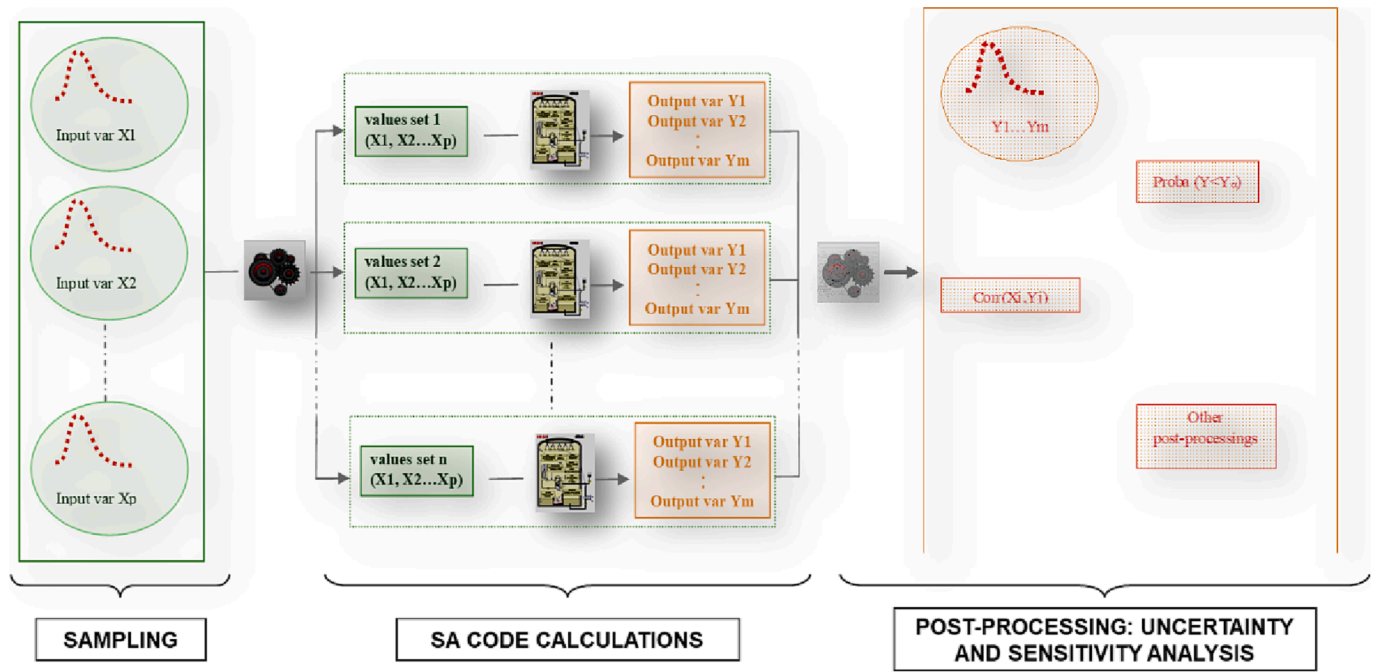 Input var X1
Input var X2
Input var Xp
values set 1
(X1, X2...Xp)
Output var Y1
Output var Y2
:
Output var Ym
values set 2
(X1, X2...Xp)
Output var Y1
Output var Y2
:
Output var Ym
values set n
(X1, X2...Xp)
Output var Y1
Output var Y2
:
Output var Ym
Y1...Ym
Proba (Y<Yα)
Corr(Xi,Yj)
Other
post-processings
SAMPLING
SA CODE CALCULATIONS
POST-PROCESSING: UNCERTAINTY
AND SENSITIVITY ANALYSIS